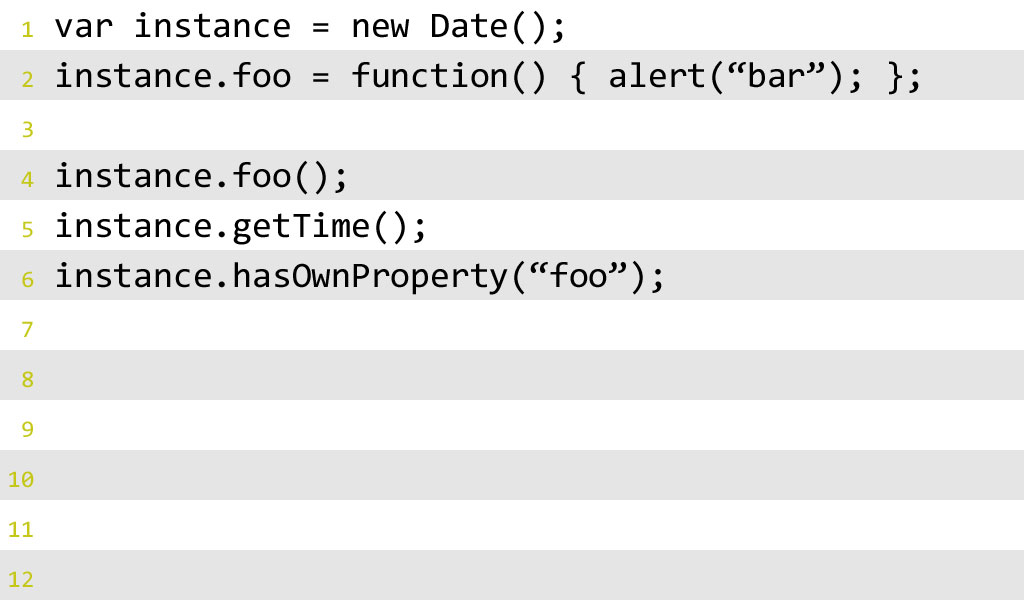 1 var instance = new Date();
2 instance.foo = function() { alert(“bar”); };
3
4 instance.foo();
5 instance.getTime();
6 instance.hasOwnProperty(“foo”);
7
8
9
10
11
12